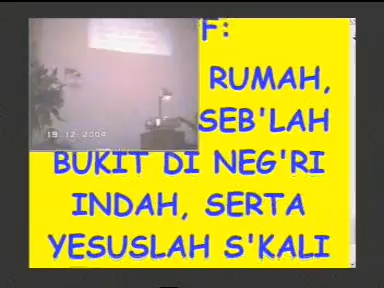 F:
RUMAH,
19.12.2004
SEB'LAH
BUKIT DI NEG'RI
INDAH, SERTA
YESUSLAH S'KALI